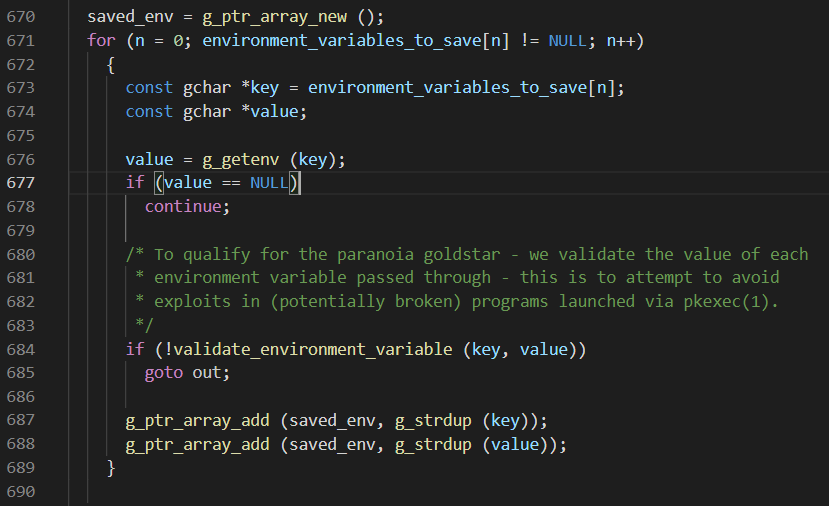 670 saved_env = g_ptr_array_new ();
671 for (n = 0; environment_variables_to_save[n] != NULL; n++)
672 {
673 const gchar *key = environment_variables_to_save[n];
674 const gchar *value;
675
676 value = g_getenv (key);
677 if (value == NULL)
678 continue;
679
680 /* To qualify for the paranoia goldstar - we validate the value of each
681 * environment variable passed through - this is to attempt to avoid
682 * exploits in (potentially broken) programs launched via pkexec(1).
683 */
684 if (!validate_environment_variable (key, value))
685 goto out;
686
687 g_ptr_array_add (saved_env, g_strdup (key));
688 g_ptr_array_add (saved_env, g_strdup (value));
689 }
690